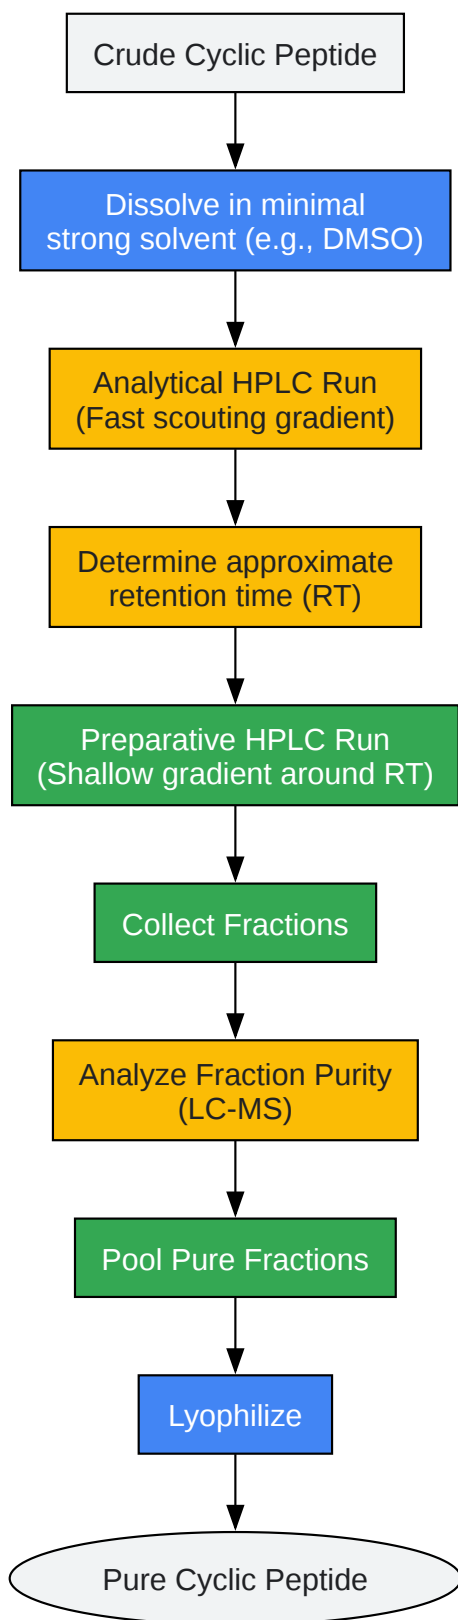 Crude Cyclic Peptide
Dissolve in minimal
strong solvent (e.g., DMSO)
Analytical HPLC Run
(Fast scouting gradient)
Determine approximate
retention time (RT)
Preparative HPLC Run
(Shallow gradient around RT)
Collect Fractions
Analyze Fraction Purity
(LC-MS)
Pool Pure Fractions
Lyophilize
Pure Cyclic Peptide